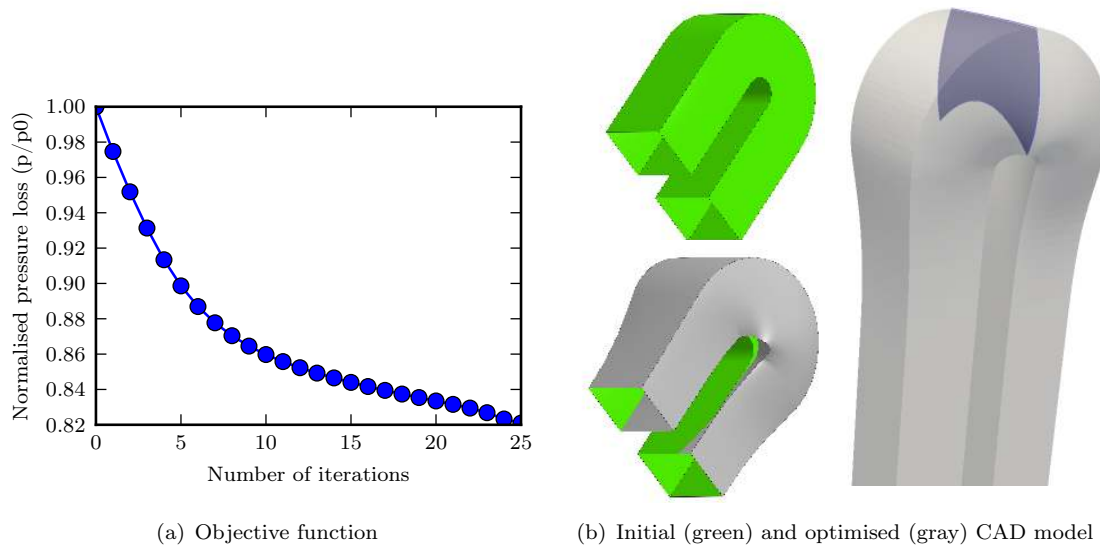 1.00
0.98
0.96
0.94
0.92
0.90
0.88
0.86
0.84
0.82
Normalised pressure loss (p/p0)
0 5 10 15 20 25
Number of iterations
(a) Objective function
(b) Initial (green) and optimised (gray) CAD model